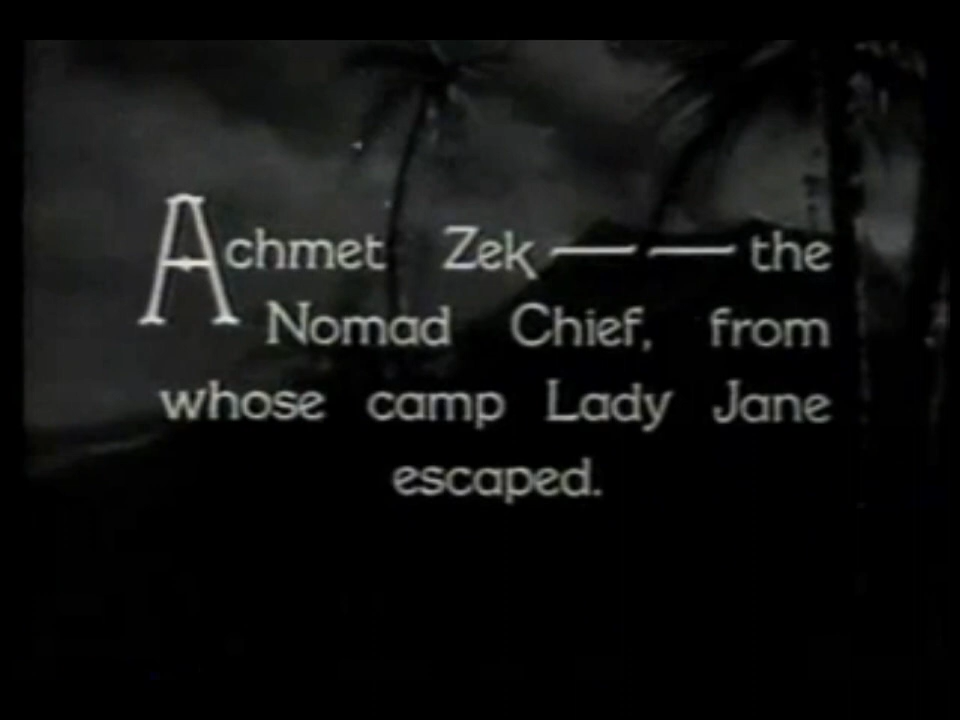 Achmet Zek — — the
Nomad Chief, from
whose camp Lady Jane
escaped.